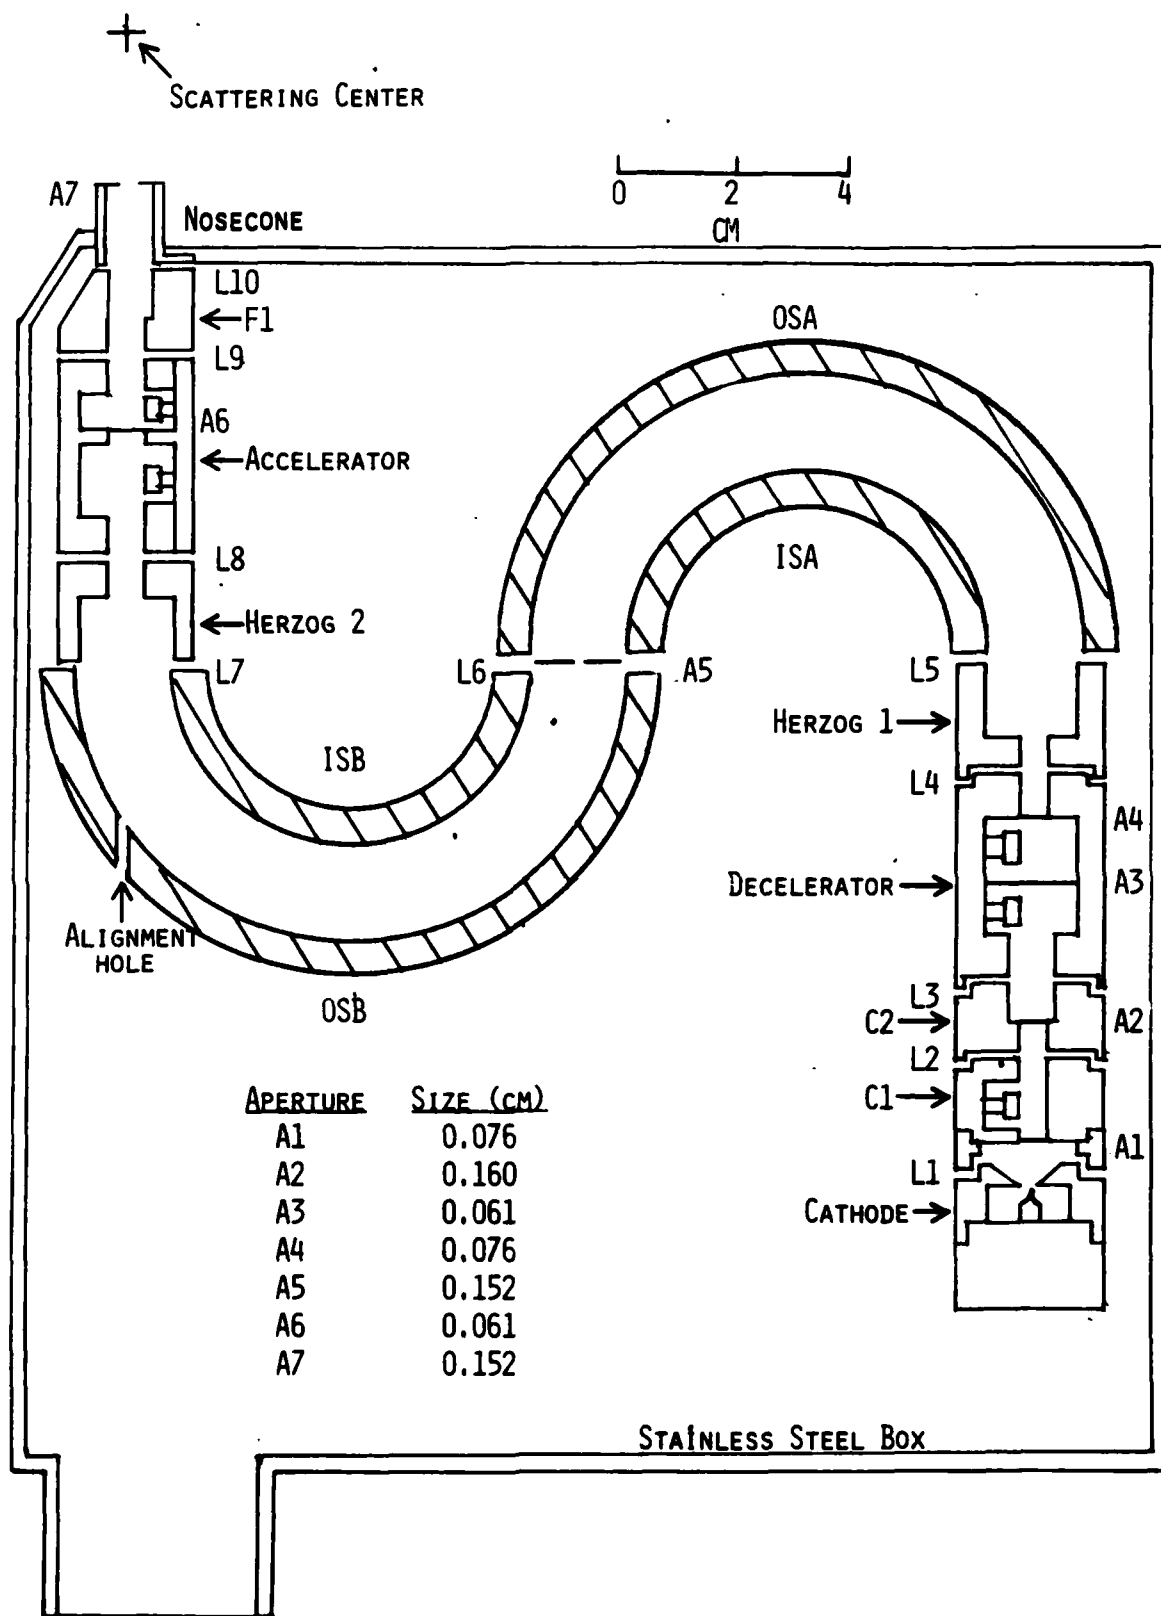 SCATTERING CENTER
A7
NOSECONE
0 2 4
CM
L10
F1
OSA
L9
A6
ACCELERATOR
L8
ISA
HERZOG 2
L7
L6
A5
L5
HERZOG 1
ISB
L4
A4
DECELERATOR
A3
ALIGNMENT
HOLE
OSB
L3
C2
A2
L2
C1
A1
L1
CATHODE
APERTURE SIZE (CM)
A1 0.076
A2 0.160
A3 0.061
A4 0.076
A5 0.152
A6 0.061
A7 0.152
STAINLESS STEEL BOX